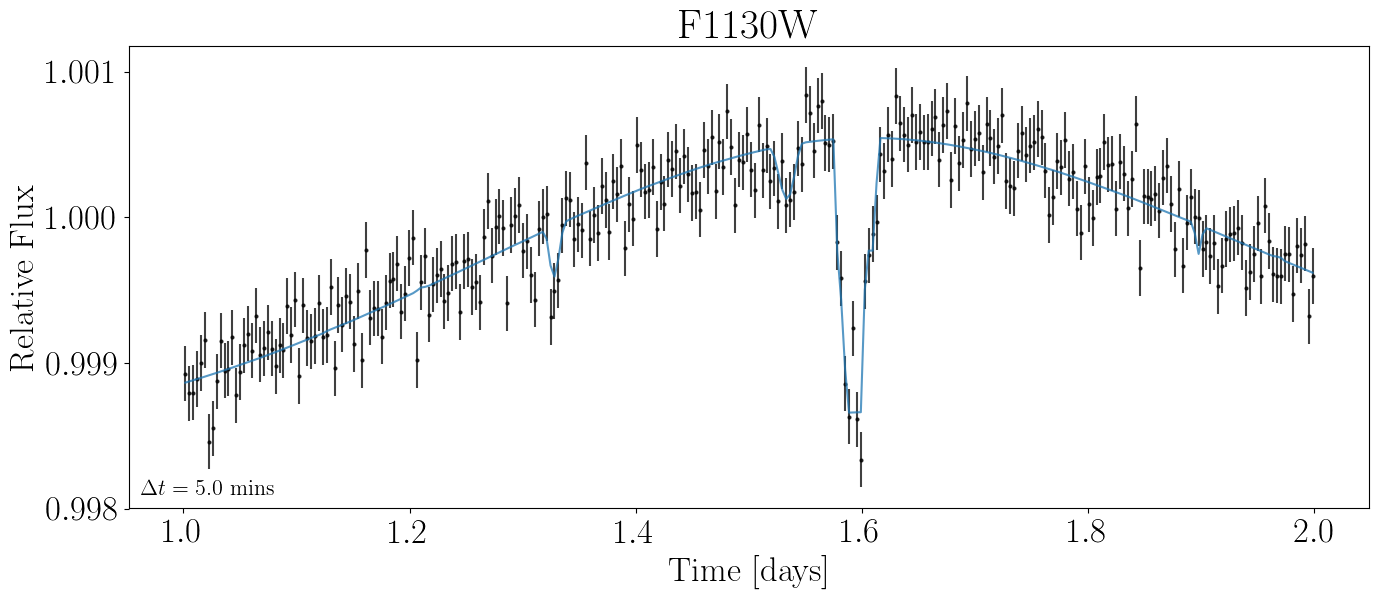 F1130W
Relative Flux
1.001
1.000
0.999
0.998
Δt = 5.0 mins
1.0 1.2 1.4 1.6 1.8 2.0
Time [days]